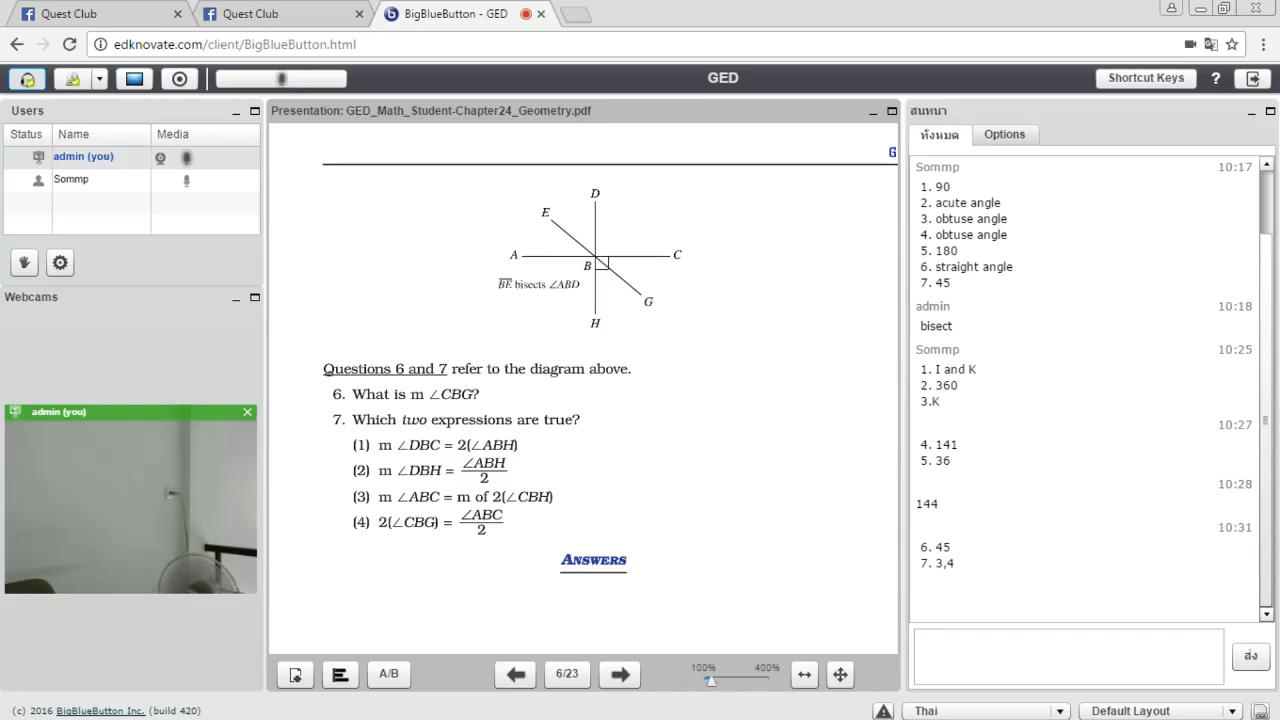 Quest Club
Quest Club
BigBlueButton - GED
edknovate.com/client/BigBlueButton.html
GED
Shortcut Keys
?
Users
Status Name Media
admin (you)
Sommp
Webcams
admin (you)
Presentation: GED_Math_Student-Chapter24_Geometry.pdf
G
D
E
A
C
B
BE bisects ∠ABD
G
H
Questions 6 and 7 refer to the diagram above.
6. What is m ∠CBG?
7. Which two expressions are true?
(1) m ∠DBC = 2(∠ABH)
(2) m ∠DBH = ∠ABH
2
(3) m ∠ABC = m of 2(∠CBH)
(4) 2(∠CBG) = ∠ABC
2
ANSWERS
A/B
6/23
100%
400%
สนทนา
ทั้งหมด
Options
Sommp 10:17
1. 90
2. acute angle
3. obtuse angle
4. obtuse angle
5. 180
6. straight angle
7. 45
admin 10:18
bisect
Sommp 10:25
1. I and K
2. 360
3.K
10:27
4. 141
5. 36
10:28
144
10:31
6. 45
7. 3,4
ส่ง
(c) 2016 BigBlueButton Inc. (build 420)
Thai
Default Layout